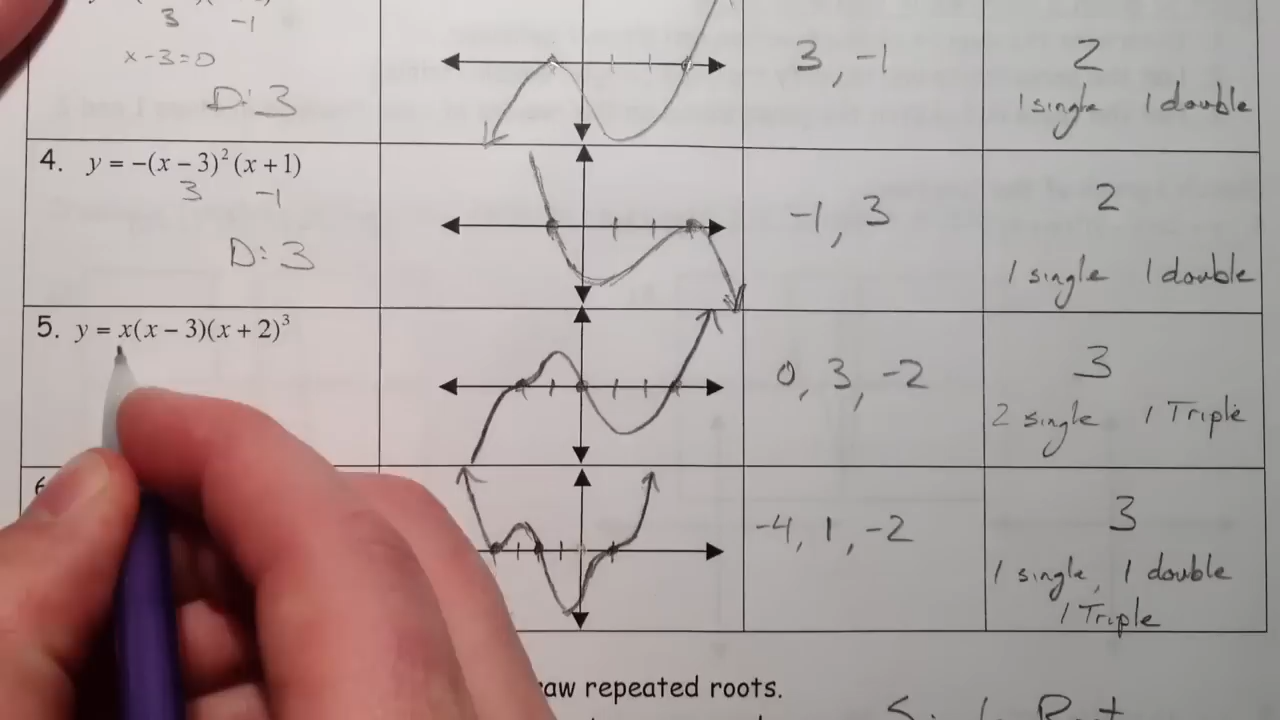 3 -1
x-3=0
D: 3
3, -1
2
1 single 1 double
4. y = -(x - 3)² (x + 1)
3 -1
D: 3
-1, 3
2
1 single 1 double
5. y = x(x - 3)(x + 2)³
0, 3, -2
3
2 single 1 Triple
-4, 1, -2
3
1 single, 1 double
1 Triple
raw repeated roots.